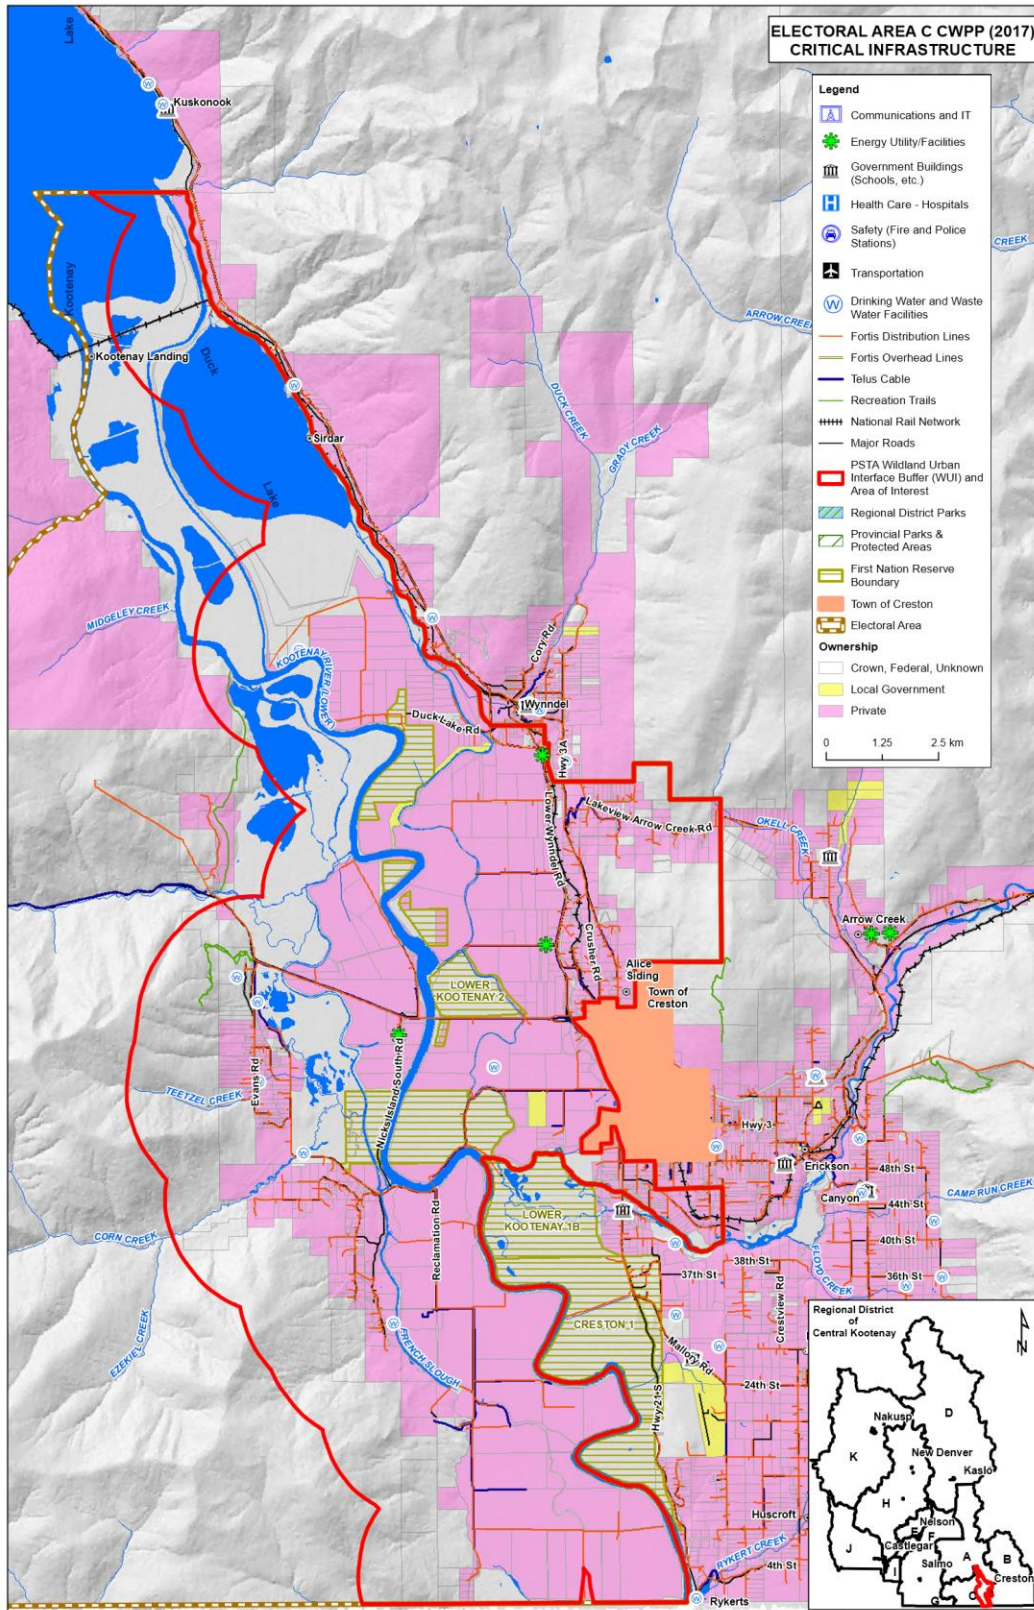 ELECTORAL AREA C CWPP (2017)
CRITICAL INFRASTRUCTURE
Legend
Communications and IT
Energy Utility/Facilities
Government Buildings
(Schools, etc.)
H
Health Care - Hospitals
Safety (Fire and Police
Stations)
Transportation
W
Drinking Water and Waste
Water Facilities
Fortis Distribution Lines
Fortis Overhead Lines
Telus Cable
Recreation Trails
National Rail Network
Major Roads
PSTA Wildland Urban
Interface Buffer (WUI) and
Area of Interest
Regional District Parks
Provincial Parks &
Protected Areas
First Nation Reserve
Boundary
Town of Creston
Electoral Area
Ownership
Crown, Federal, Unknown
Local Government
Private
0 1.25 2.5 km
Lake
Kuskonook
CREEK
ARROW CREEK
Kootenay
Kootenay Landing
Duck
Lake
Sirdar
DUCK CREEK
GRADY CREEK
MIDGELEY CREEK
KOOTENAY RIVER (LOWER)
Cory Rd
Wynndel
Duck Lake Rd
Hwy 3A
Lower Wynndel Rd
Lakeview Arrow Creek Rd
OKELL CREEK
Arrow Creek
Crusher Rd
Alice
Siding
Town of
Creston
LOWER
KOOTENAY 2
Nicks Island South Rd
Evans Rd
TEETZEL CREEK
Hwy 3
Erickson
48th St
Canyon
44th St
CAMP RUN CREEK
40th St
38th St
37th St
36th St
FLOYD CREEK
LOWER
KOOTENAY 1B
Reclamation Rd
CORN CREEK
EZEKIEL CREEK
FRENCH SLOUGH
CRESTON 1
Mallory Rd
Crestview Rd
24th St
Hwy 21 S
Huscroft
RYKERT CREEK
4th St
Rykerts
Regional District
of
Central Kootenay
N
Nakusp
D
K
New Denver
Kaslo
H
Nelson
E
F
Castlegar
J
I
Salmo
A
B
Creston
G
C